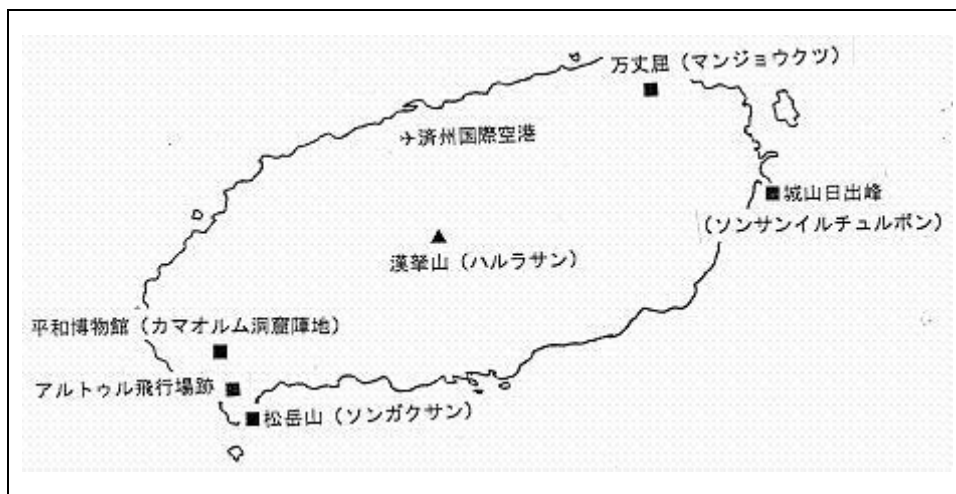 万丈屈（マンジョウクツ）
✈済州国際空港
城山日出峰
（ソンサンイルチュルボン）
漢拏山（ハルラサン）
平和博物館（カマオルム洞窟陣地）
アルトゥル飛行場跡
松岳山（ソンガクサン）